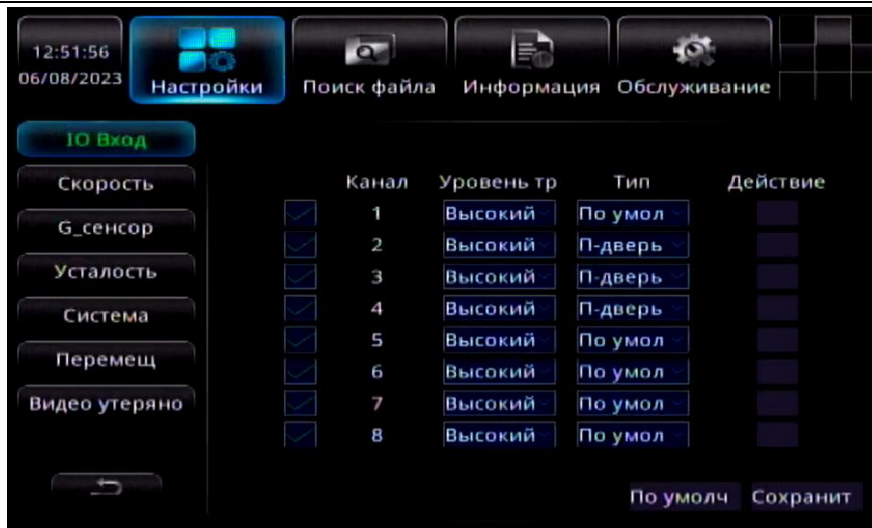 12:51:56
06/08/2023
Настройки
Поиск файла
Информация
Обслуживание
IO Вход
Скорость
G_сенсор
Усталость
Система
Перемещ
Видео утеряно
Канал Уровень тр Тип Действие
1 Высокий По умол
2 Высокий П-дверь
3 Высокий П-дверь
4 Высокий П-дверь
5 Высокий По умол
6 Высокий По умол
7 Высокий По умол
8 Высокий По умол
По умолч Сохранит